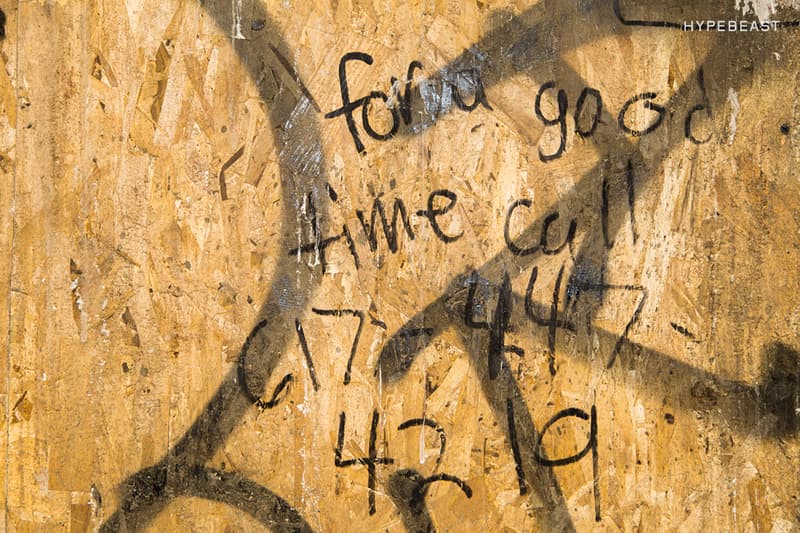 HYPEBEAST
for a good
time call
617-447-
4219